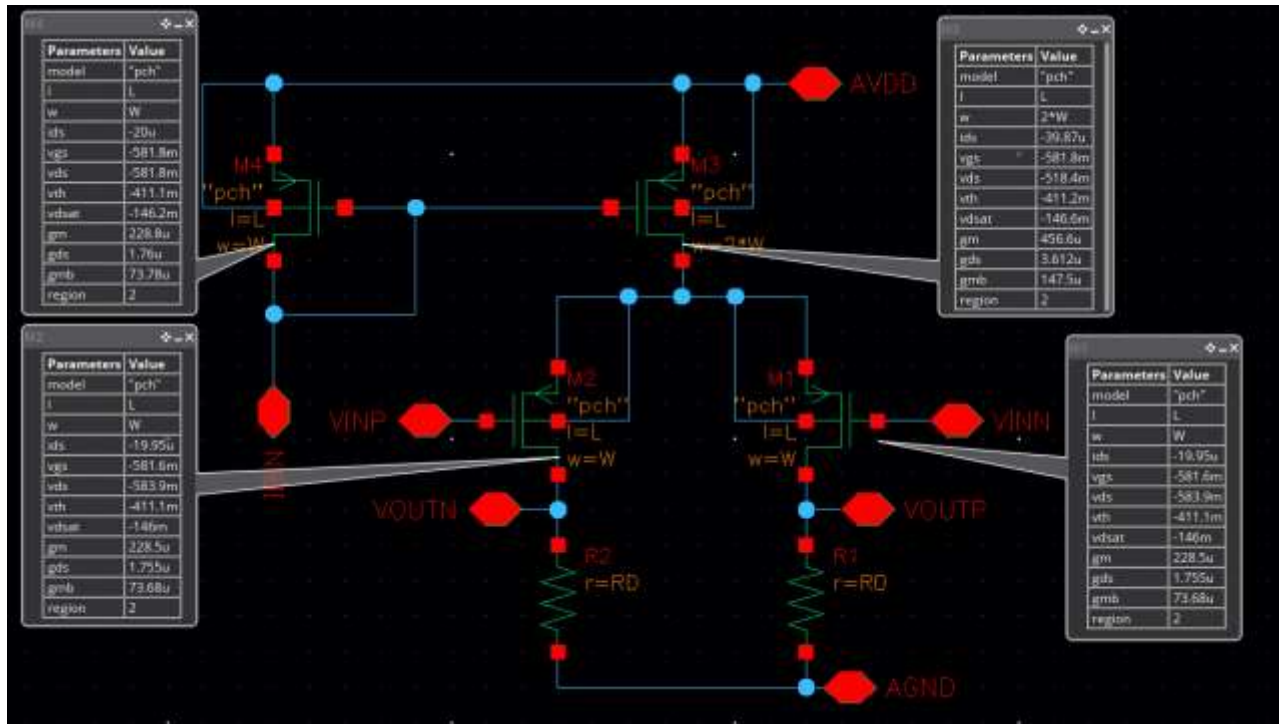 Parameters Value
model "pch"
l L
w W
ids -20u
vgs -581.8m
vds -581.8m
vth -411.1m
vdsat -146.2m
gm 228.8u
gds 1.76u
gmb 73.78u
region 2
Parameters Value
model "pch"
l L
w 2*W
ids -39.87u
vgs -581.8m
vds -518.4m
vth -411.2m
vdsat -146.6m
gm 456.6u
gds 3.612u
gmb 147.5u
region 2
AVDD
M4
"pch"
l=L
w=W
M3
"pch"
l=L
w=2*W
Parameters Value
model "pch"
l L
w W
ids -19.95u
vgs -581.6m
vds -583.9m
vth -411.1m
vdsat -146m
gm 228.5u
gds 1.755u
gmb 73.68u
region 2
Parameters Value
model "pch"
l L
w W
ids -19.95u
vgs -581.6m
vds -583.9m
vth -411.1m
vdsat -146m
gm 228.5u
gds 1.755u
gmb 73.68u
region 2
VINP
M2
"pch"
l=L
w=W
M1
"pch"
l=L
w=W
VINN
VOUTN
VOUTP
R2
r=RD
R1
r=RD
AGND